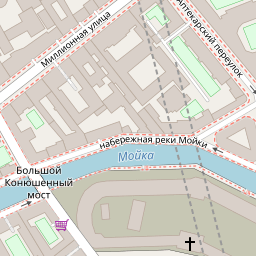 Миллионная улица
Аптекарский переулок
набережная реки Мойки
Мойка
Большой
Конюшенный
мост